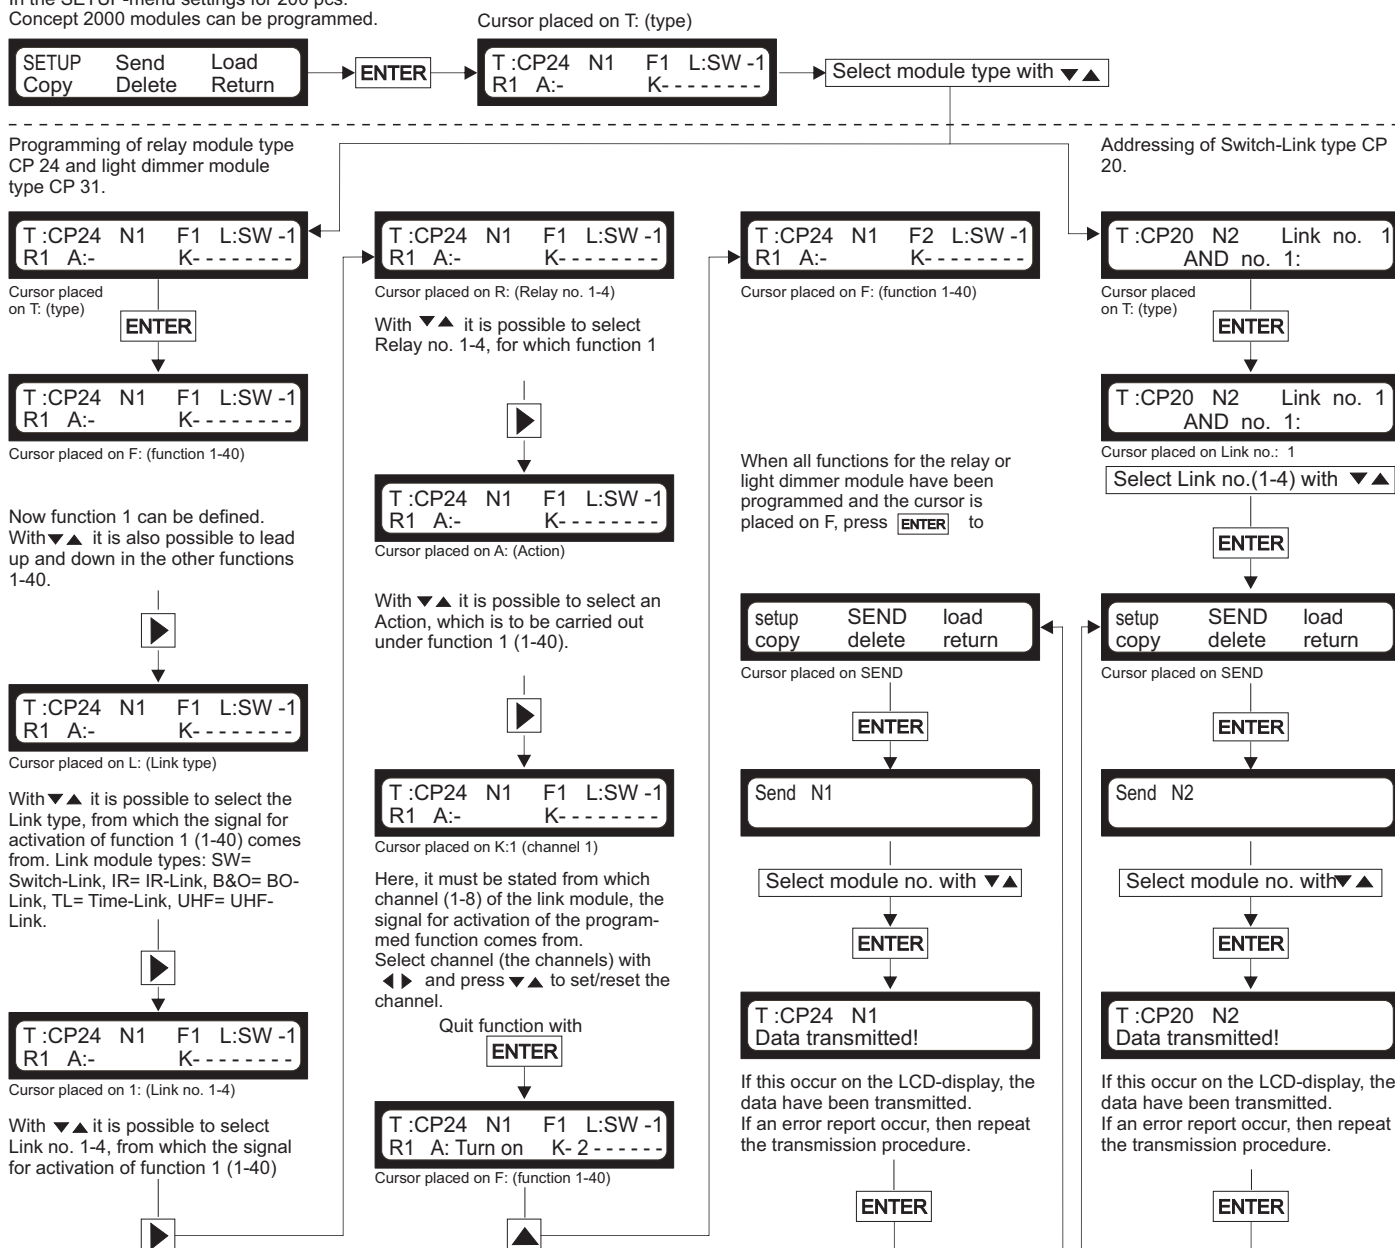 In the SETUP-menu settings for 200 pcs.
Concept 2000 modules can be programmed.
Cursor placed on T: (type)
SETUP Send Load
Copy Delete Return
ENTER
T :CP24 N1 F1 L:SW -1
R1 A:- K- - - - - - - -
Select module type with ▼▲
Programming of relay module type
CP 24 and light dimmer module
type CP 31.
T :CP24 N1 F1 L:SW -1
R1 A:- K- - - - - - - -
Cursor placed
on T: (type)
ENTER
T :CP24 N1 F1 L:SW -1
R1 A:- K- - - - - - - -
Cursor placed on F: (function 1-40)
Now function 1 can be defined.
With▼▲ it is also possible to lead
up and down in the other functions
1-40.
▶
T :CP24 N1 F1 L:SW -1
R1 A:- K- - - - - - - -
Cursor placed on L: (Link type)
With▼▲ it is possible to select the
Link type, from which the signal for
activation of function 1 (1-40) comes
from. Link module types: SW=
Switch-Link, IR= IR-Link, B&O= BO-
Link, TL= Time-Link, UHF= UHF-
Link.
▶
T :CP24 N1 F1 L:SW -1
R1 A:- K- - - - - - - -
Cursor placed on 1: (Link no. 1-4)
With ▼▲ it is possible to select
Link no. 1-4, from which the signal
for activation of function 1 (1-40)
▶
T :CP24 N1 F1 L:SW -1
R1 A:- K- - - - - - - -
Cursor placed on R: (Relay no. 1-4)
With ▼▲ it is possible to select
Relay no. 1-4, for which function 1
▶
T :CP24 N1 F1 L:SW -1
R1 A:- K- - - - - - - -
Cursor placed on A: (Action)
With ▼▲ it is possible to select an
Action, which is to be carried out
under function 1 (1-40).
▶
T :CP24 N1 F1 L:SW -1
R1 A:- K- - - - - - - -
Cursor placed on K:1 (channel 1)
Here, it must be stated from which
channel (1-8) of the link module, the
signal for activation of the program-
med function comes from.
Select channel (the channels) with
◀ ▶ and press ▼▲ to set/reset the
channel.
Quit function with
ENTER
T :CP24 N1 F1 L:SW -1
R1 A: Turn on K- 2 - - - - - -
Cursor placed on F: (function 1-40)
▲
T :CP24 N1 F2 L:SW -1
R1 A:- K- - - - - - - -
Cursor placed on F: (function 1-40)
When all functions for the relay or
light dimmer module have been
programmed and the cursor is
placed on F, press ENTER to
setup SEND load
copy delete return
Cursor placed on SEND
ENTER
Send N1
Select module no. with ▼▲
ENTER
T :CP24 N1
Data transmitted!
If this occur on the LCD-display, the
data have been transmitted.
If an error report occur, then repeat
the transmission procedure.
ENTER
Addressing of Switch-Link type CP
20.
T :CP20 N2 Link no. 1
AND no. 1:
Cursor placed
on T: (type)
ENTER
T :CP20 N2 Link no. 1
AND no. 1:
Cursor placed on Link no.: 1
Select Link no.(1-4) with ▼▲
ENTER
setup SEND load
copy delete return
Cursor placed on SEND
ENTER
Send N2
Select module no. with▼▲
ENTER
T :CP20 N2
Data transmitted!
If this occur on the LCD-display, the
data have been transmitted.
If an error report occur, then repeat
the transmission procedure.
ENTER